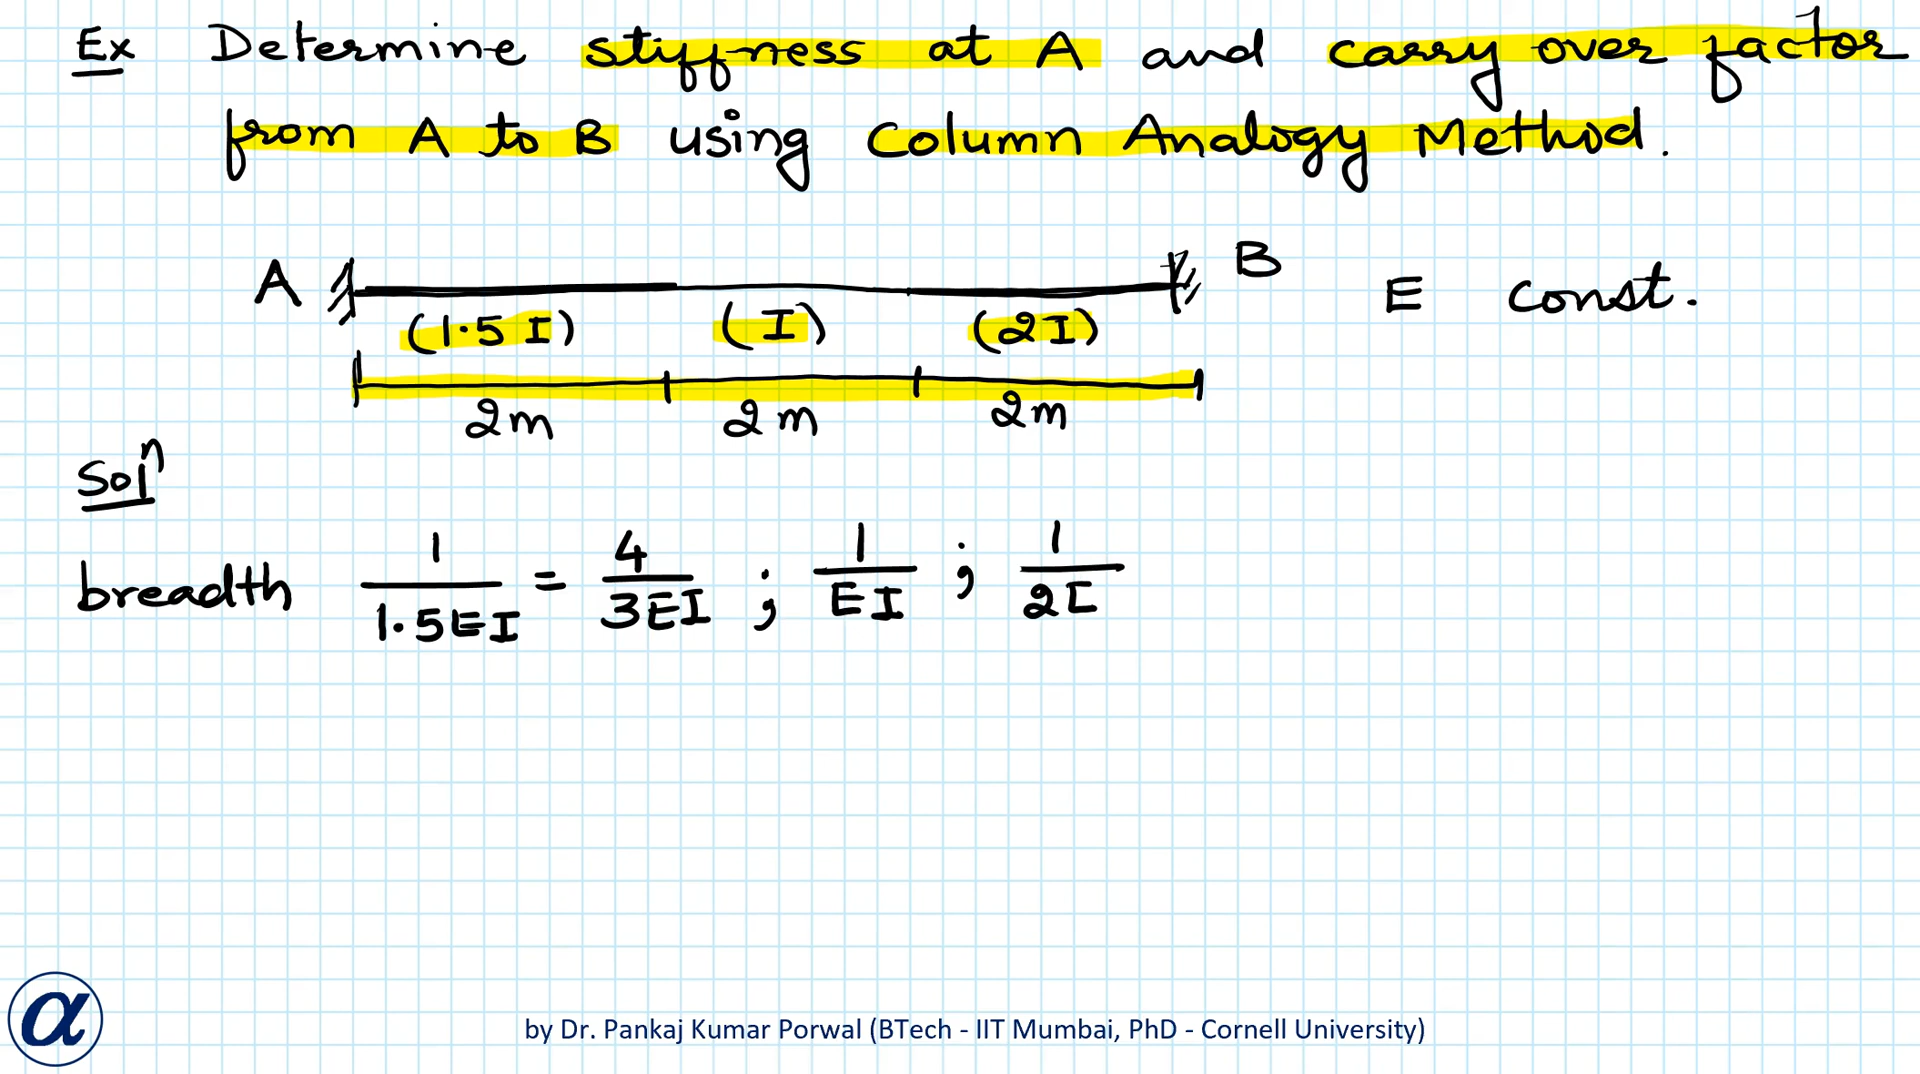 Ex Determine stiffness at A and carry over factor
from A to B using Column Analogy Method.
A B E const.
(1.5 I) (I) (2I)
2m 2m 2m
Solⁿ
breadth 1/1.5EI = 4/3EI ; 1/EI ; 1/2I
α
by Dr. Pankaj Kumar Porwal (BTech - IIT Mumbai, PhD - Cornell University)